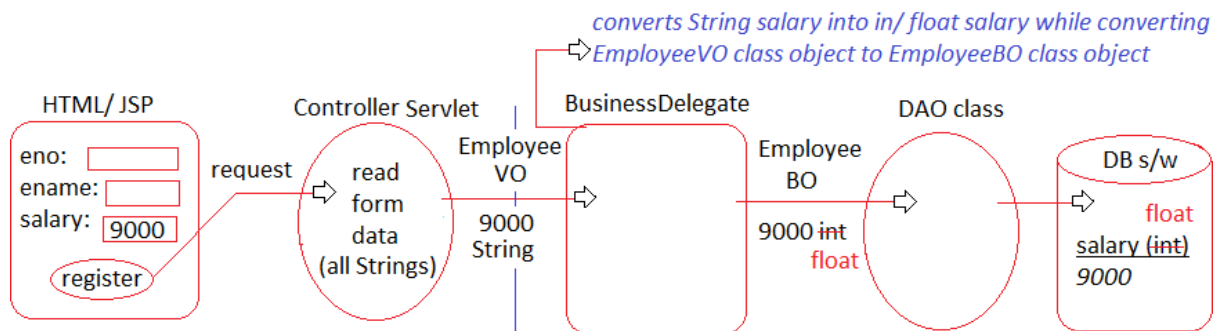 converts String salary into in/ float salary while converting
EmployeeVO class object to EmployeeBO class object
HTML/ JSP
eno:
ename:
salary: 9000
register
request
Controller Servlet
read
form
data
(all Strings)
Employee
VO
9000
String
BusinessDelegate
Employee
BO
9000 int
float
DAO class
DB s/w
float
salary (int)
9000